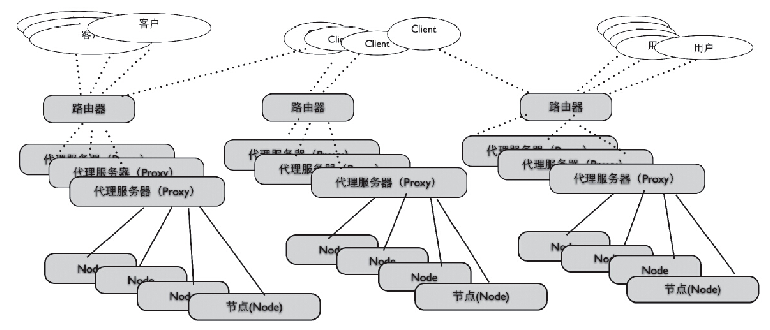 客户
客
Client
Clie
Client
用户
用
路由器
路由器
路由器
代理服务器（Proxy）
代理服务器（Proxy）
代理服务器（Proxy）
代理服务器（Proxy）
代理服务器（Proxy）
代理服务器（Proxy）
代理服务器（Proxy）
代理服务器（Proxy）
代理服务器（Proxy）
Node
Node
Node
节点(Node)
Node
Node
Node
节点(Node)
Node
Node
Node
节点(Node)